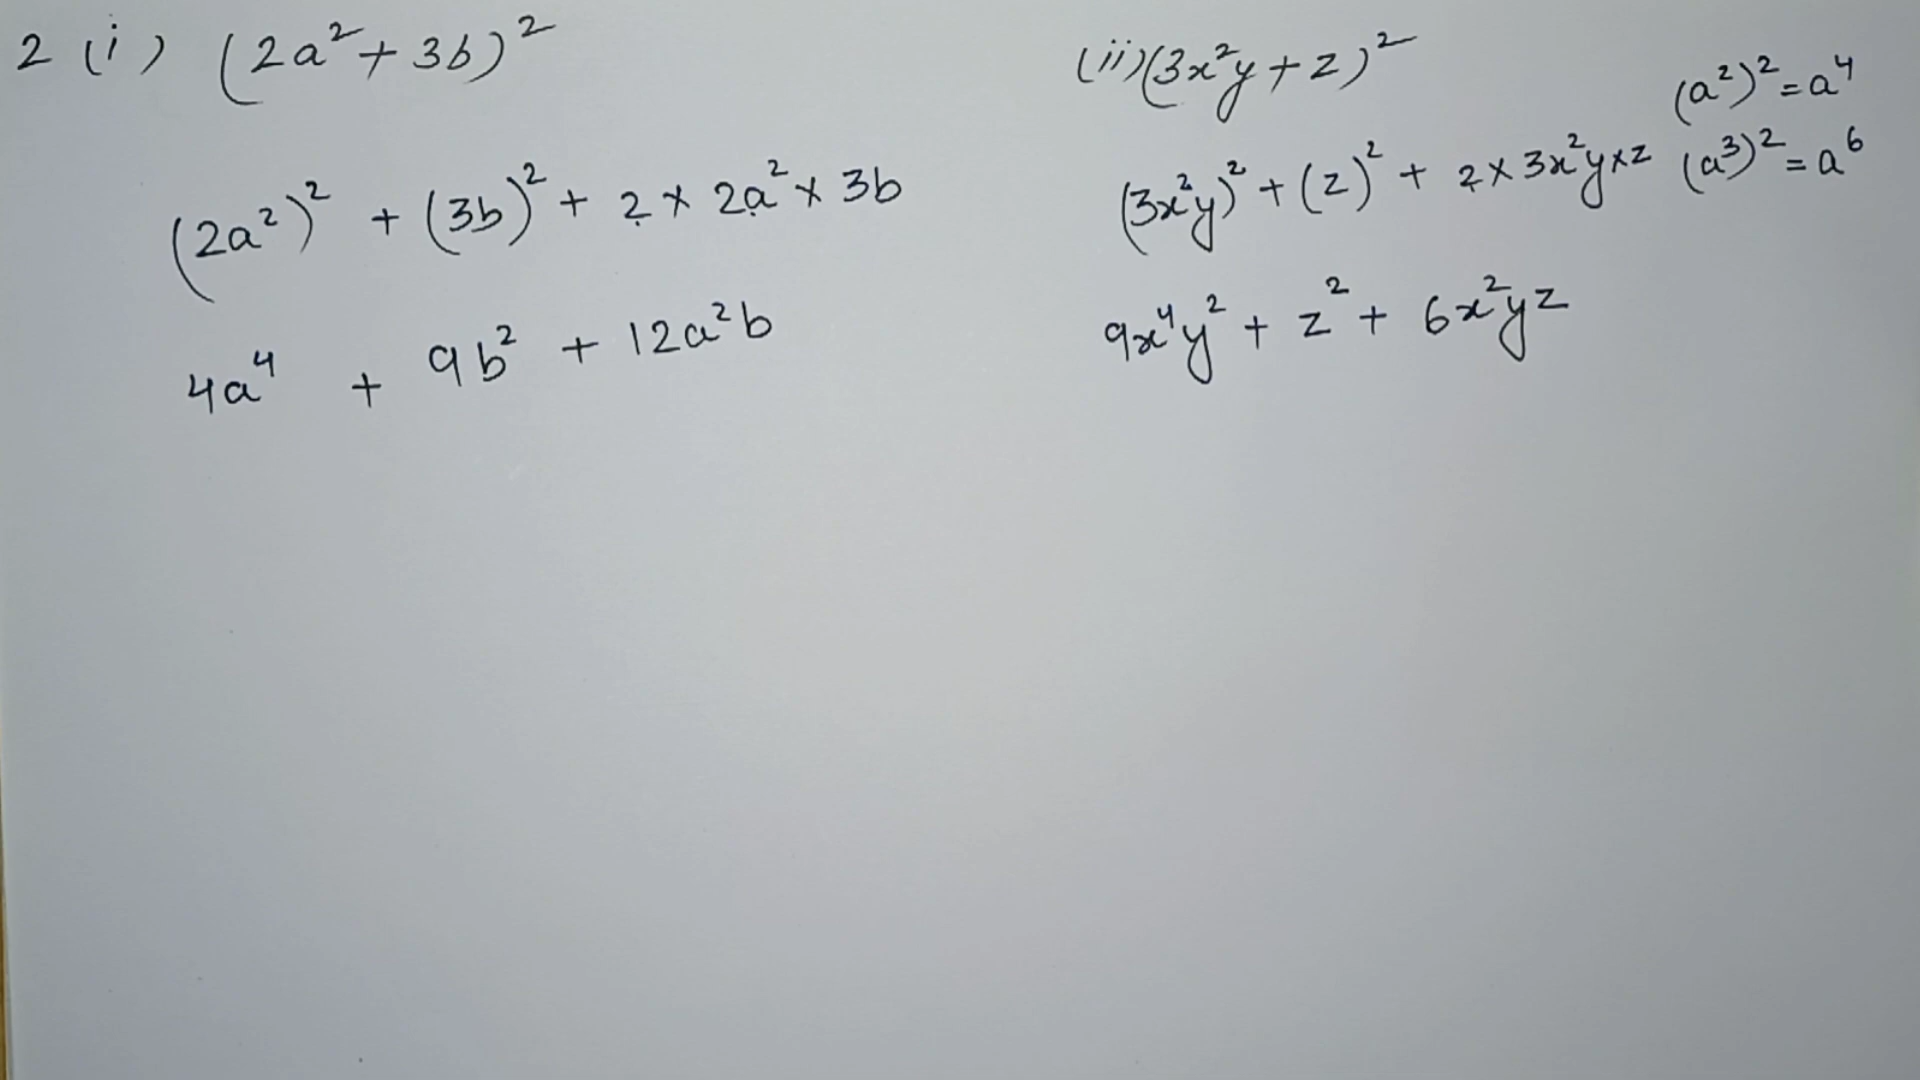 2 (i) (2a² + 3b)²
(2a²)² + (3b)² + 2 × 2a² × 3b
4a⁴ + 9b² + 12a²b
(ii) (3x²y + z)²
(3x²y)² + (z)² + 2 × 3x²y × z
9x⁴y² + z² + 6x²yz
(a²)² = a⁴
(a³)² = a⁶